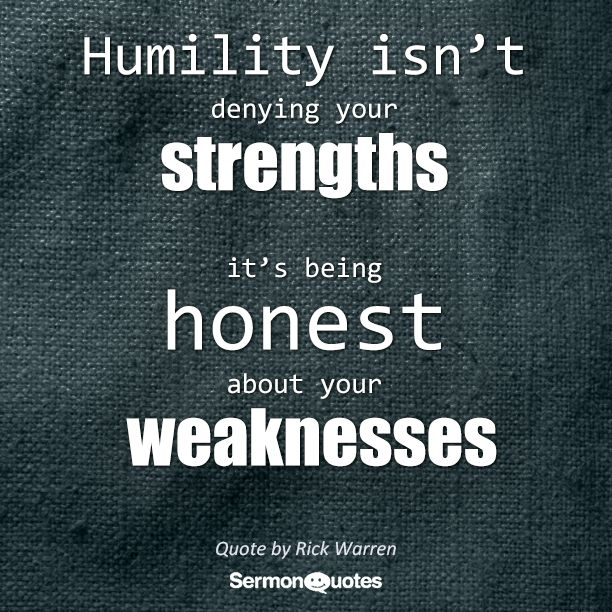 Humility isn’t
denying your
strengths
it’s being
honest
about your
weaknesses
Quote by Rick Warren
SermonQuotes